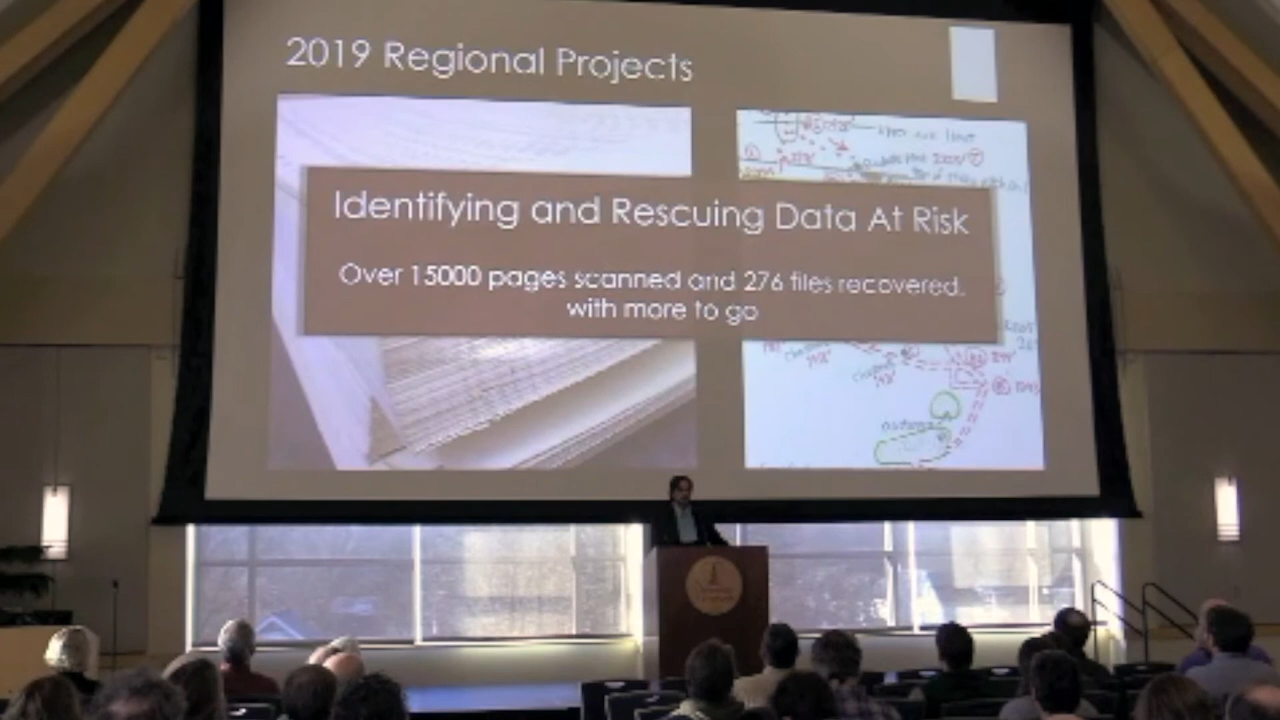 2019 Regional Projects
Identifying and Rescuing Data At Risk
Over 15000 pages scanned and 276 files recovered,
with more to go